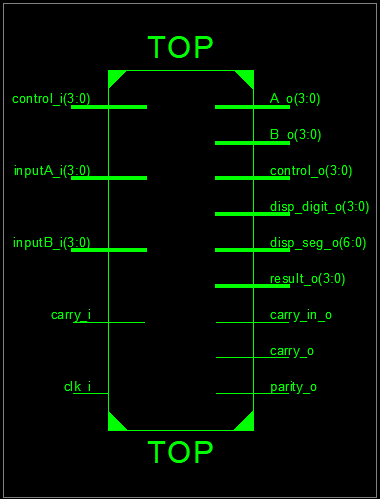 TOP
control_i(3:0)
A_o(3:0)
B_o(3:0)
inputA_i(3:0)
control_o(3:0)
disp_digit_o(3:0)
inputB_i(3:0)
disp_seg_o(6:0)
result_o(3:0)
carry_i
carry_in_o
carry_o
clk_i
parity_o
TOP